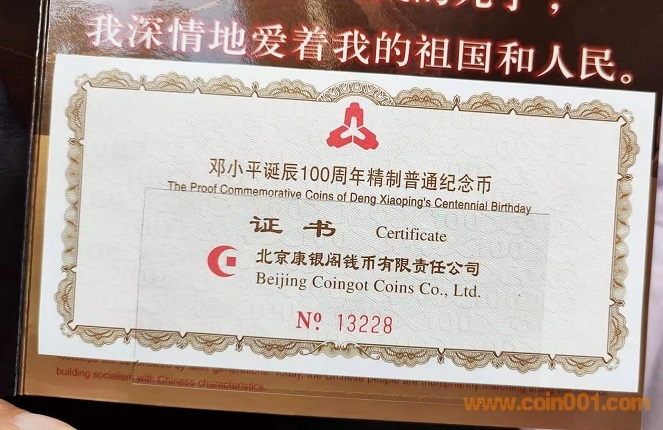 我深情地爱着我的祖国和人民。
邓小平诞辰100周年精制普通纪念币
The Proof Commemorative Coins of Deng Xiaoping's Centennial Birthday
证书 Certificate
北京康银阁钱币有限责任公司
Beijing Coingot Coins Co., Ltd.
№ 13228
building socialism with Chinese characteristics.
www.coin001.com